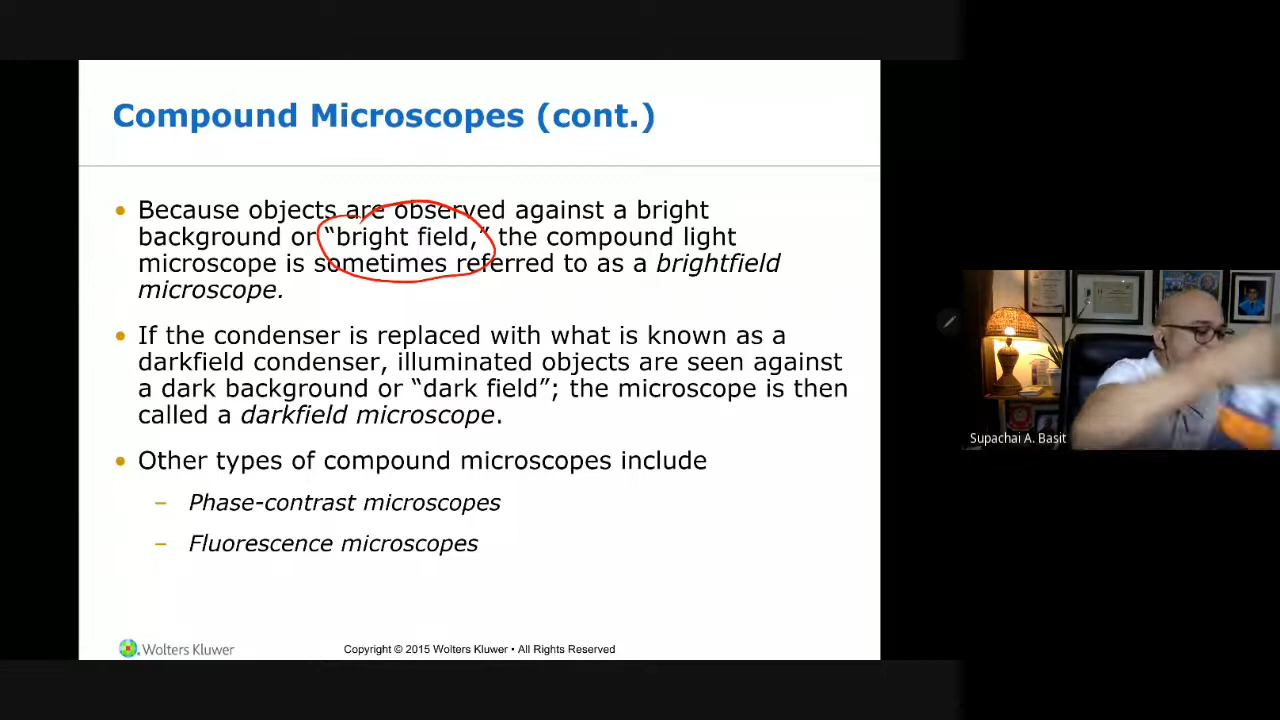 Compound Microscopes (cont.)
• Because objects are observed against a bright
background or “bright field,” the compound light
microscope is sometimes referred to as a brightfield
microscope.
• If the condenser is replaced with what is known as a
darkfield condenser, illuminated objects are seen against
a dark background or “dark field”; the microscope is then
called a darkfield microscope.
• Other types of compound microscopes include
– Phase-contrast microscopes
– Fluorescence microscopes
Wolters Kluwer
Copyright © 2015 Wolters Kluwer • All Rights Reserved
Supachai A. Basit